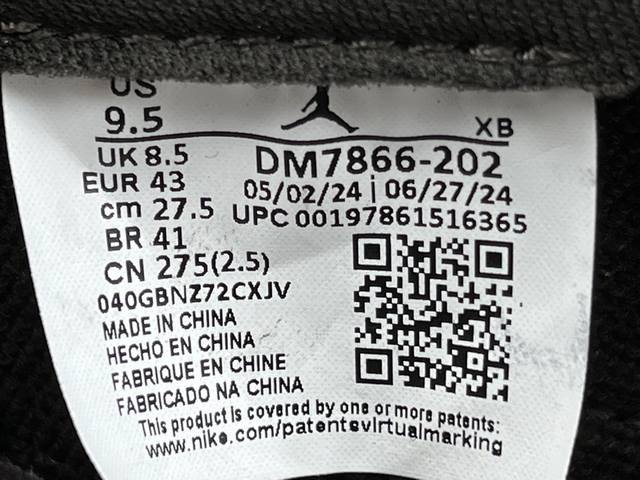 US
9.5
XB
UK 8.5
DM7866-202
EUR 43
05/02/24 | 06/27/24
cm 27.5
UPC 00197861516365
BR 41
CN 275(2.5)
040GBNZ72CXJV
MADE IN CHINA
HECHO EN CHINA
FABRIQUE EN CHINE
FABRICADO NA CHINA
This product is covered by one or more patents:
www.nike.com/patentsvirtualmarking